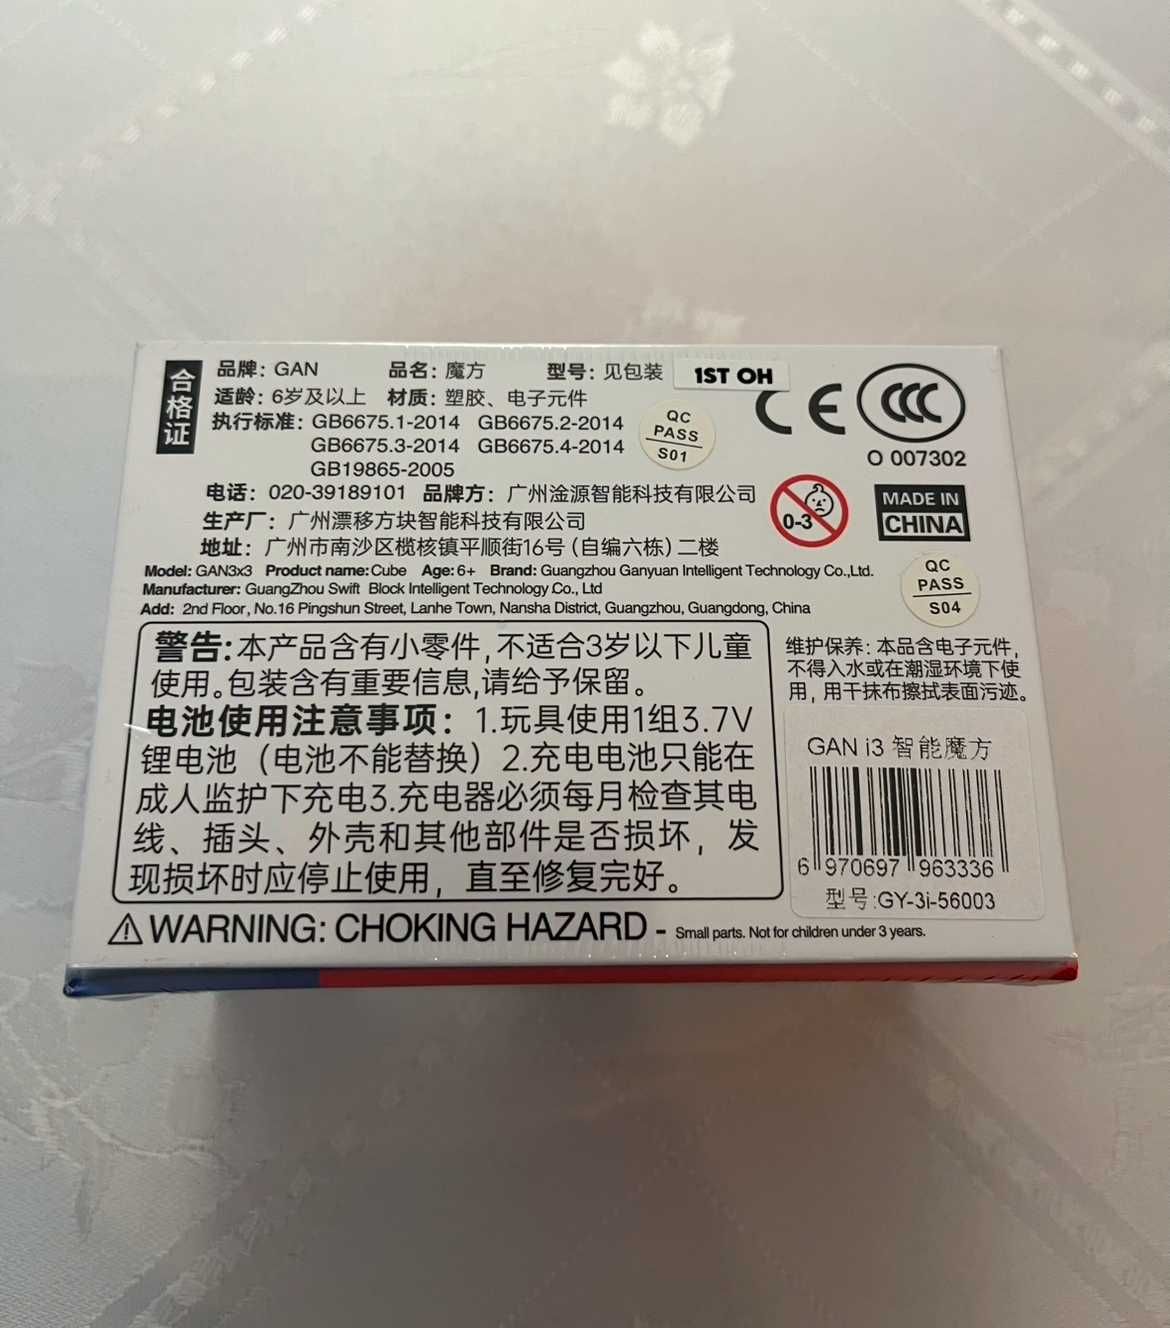 合格证
品牌: GAN 品名: 魔方 型号: 见包装 1ST OH
适龄: 6岁及以上 材质: 塑胶、电子元件
执行标准: GB6675.1-2014 GB6675.2-2014
GB6675.3-2014 GB6675.4-2014
GB19865-2005
QC
PASS
S01
CE
CCC
O 007302
电话: 020-39189101 品牌方: 广州淦源智能科技有限公司
生产厂: 广州漂移方块智能科技有限公司
地址: 广州市南沙区榄核镇平顺街16号(自编六栋)二楼
0-3
MADE IN
CHINA
Model: GAN3x3 Product name: Cube Age: 6+ Brand: Guangzhou Ganyuan Intelligent Technology Co.,Ltd.
Manufacturer: GuangZhou Swift Block Intelligent Technology Co., Ltd
Add: 2nd Floor, No.16 Pingshun Street, Lanhe Town, Nansha District, Guangzhou, Guangdong, China
QC
PASS
S04
警告:本产品含有小零件,不适合3岁以下儿童
使用。包装含有重要信息,请给予保留。
电池使用注意事项: 1.玩具使用1组3.7V
锂电池(电池不能替换)2.充电电池只能在
成人监护下充电3.充电器必须每月检查其电
线、插头、外壳和其他部件是否损坏,发
现损坏时应停止使用,直至修复完好。
维护保养: 本品含电子元件,
不得入水或在潮湿环境下使
用,用干抹布擦拭表面污迹。
GAN i3 智能魔方
6 970697 963336
型号:GY-3i-56003
WARNING: CHOKING HAZARD - Small parts. Not for children under 3 years.